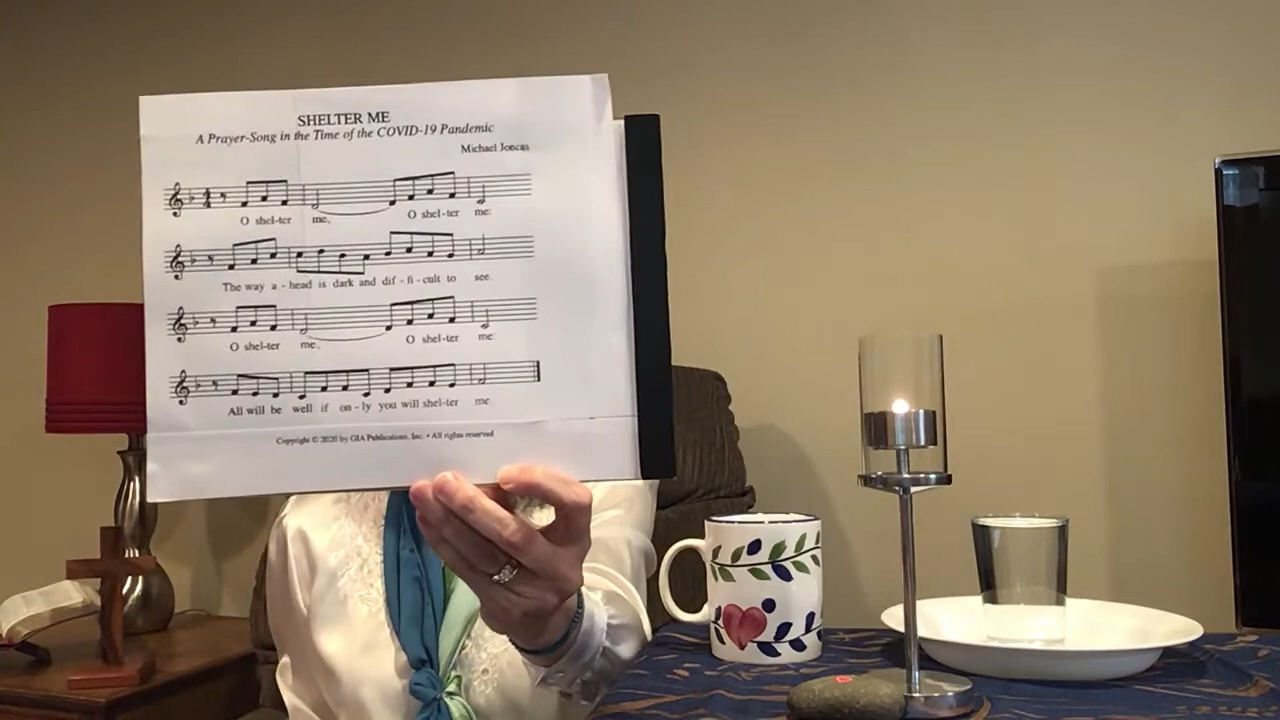 SHELTER ME
A Prayer-Song in the Time of the COVID-19 Pandemic
Michael Joncas
O shel-ter me, O shel-ter me:
The way a - head is dark and dif - fi - cult to see.
O shel-ter me, O shel-ter me:
All will be well if on - ly you will shel-ter me.
Copyright © 2020 by GIA Publications, Inc. • All rights reserved